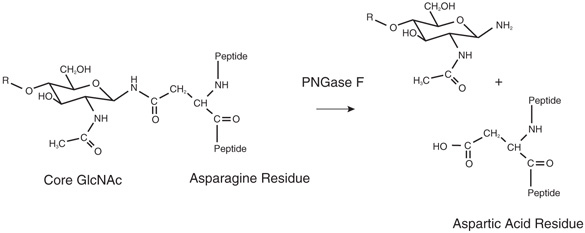 R
O
CH₂OH
O
HO
NH
H₃C
C
O
H
N
C
O
CH₂
CH
Peptide
NH
C=O
Peptide
Core GlcNAc
Asparagine Residue
PNGase F
R
O
CH₂OH
O
NH₂
HO
NH
H₃C
C
O
+
Peptide
NH
CH₂
CH
HO
C
O
C=O
Peptide
Aspartic Acid Residue